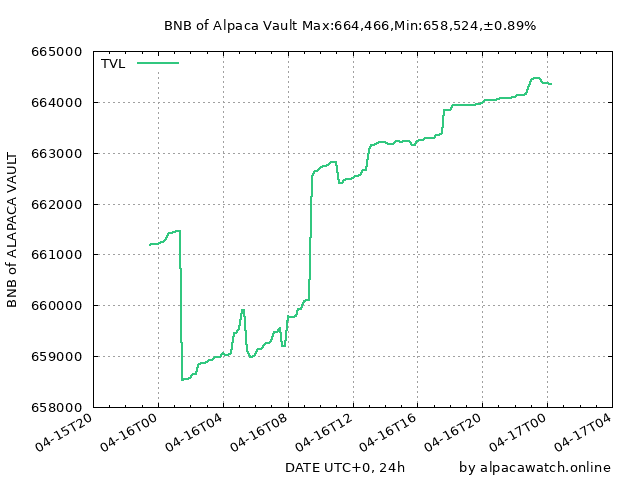 BNB of Alpaca Vault Max:664,466,Min:658,524,±0.89%
665000
TVL
664000
663000
662000
661000
660000
659000
658000
BNB of ALAPACA VAULT
04-15T20
04-16T00
04-16T04
04-16T08
04-16T12
04-16T16
04-16T20
04-17T00
04-17T04
DATE UTC+0, 24h
by alpacawatch.online